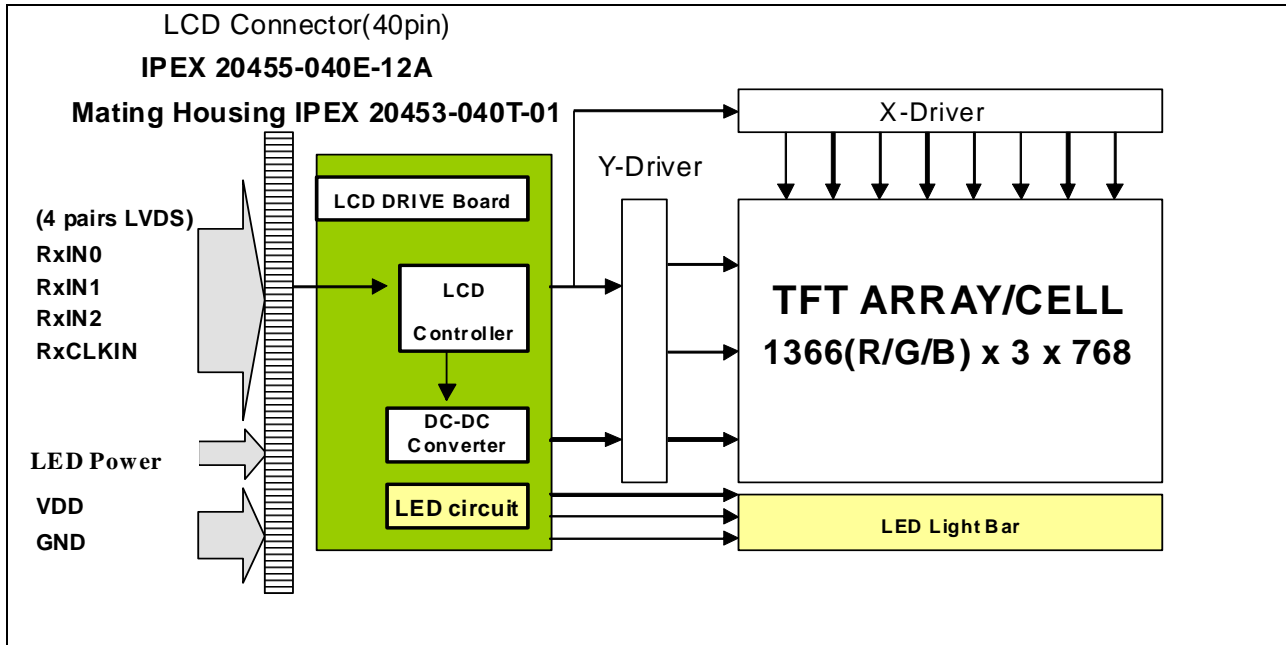 LCD Connector(40pin)
IPEX 20455-040E-12A
Mating Housing IPEX 20453-040T-01
X-Driver
Y-Driver
LCD DRIVE Board
(4 pairs LVDS)
RxIN0
RxIN1
RxIN2
RxCLKIN
LCD
Controller
TFT ARRAY/CELL
1366(R/G/B) x 3 x 768
DC-DC
Converter
LED Power
VDD
GND
LED circuit
LED Light Bar